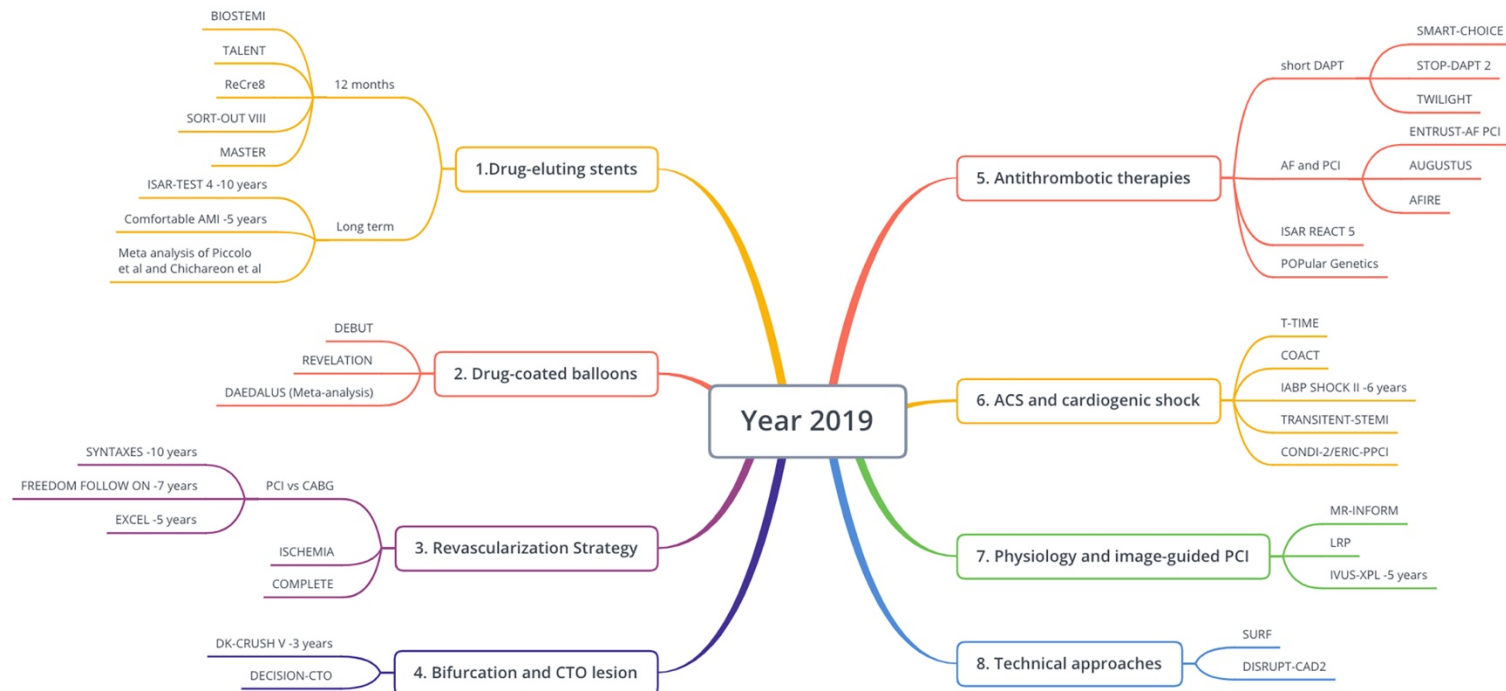 Year 2019
1.Drug-eluting stents
12 months
BIOSTEMI
TALENT
ReCre8
SORT-OUT VIII
MASTER
Long term
ISAR-TEST 4 -10 years
Comfortable AMI -5 years
Meta analysis of Piccolo
et al and Chichareon et al
2. Drug-coated balloons
DEBUT
REVELATION
DAEDALUS (Meta-analysis)
3. Revascularization Strategy
PCI vs CABG
SYNTAXES -10 years
FREEDOM FOLLOW ON -7 years
EXCEL -5 years
ISCHEMIA
COMPLETE
4. Bifurcation and CTO lesion
DK-CRUSH V -3 years
DECISION-CTO
5. Antithrombotic therapies
short DAPT
SMART-CHOICE
STOP-DAPT 2
TWILIGHT
AF and PCI
ENTRUST-AF PCI
AUGUSTUS
AFIRE
ISAR REACT 5
POPular Genetics
6. ACS and cardiogenic shock
T-TIME
COACT
IABP SHOCK II -6 years
TRANSITENT-STEMI
CONDI-2/ERIC-PPCI
7. Physiology and image-guided PCI
MR-INFORM
LRP
IVUS-XPL -5 years
8. Technical approaches
SURF
DISRUPT-CAD2